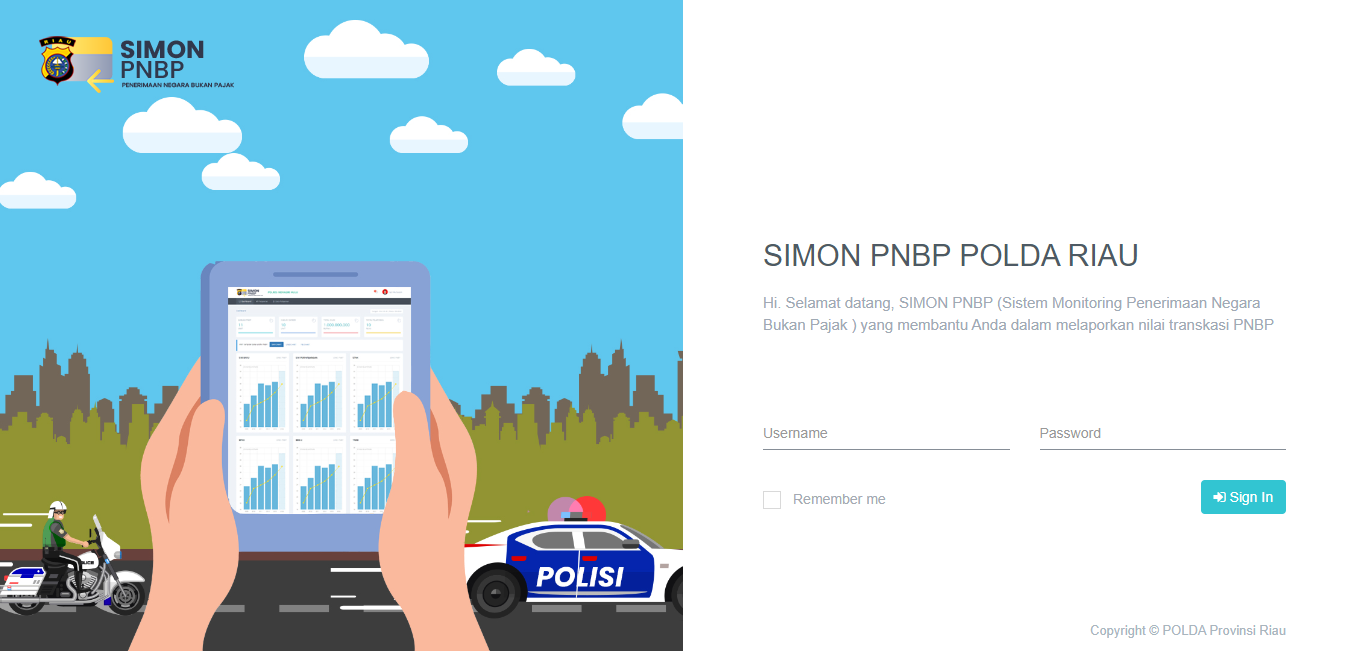 RIAU
SIMON
PNBP
PENERIMAAN NEGARA BUKAN PAJAK
POLISI
SIMON PNBP POLDA RIAU
Hi. Selamat datang, SIMON PNBP (Sistem Monitoring Penerimaan Negara
Bukan Pajak ) yang membantu Anda dalam melaporkan nilai transkasi PNBP
Username
Password
Remember me
Sign In
Copyright © POLDA Provinsi Riau